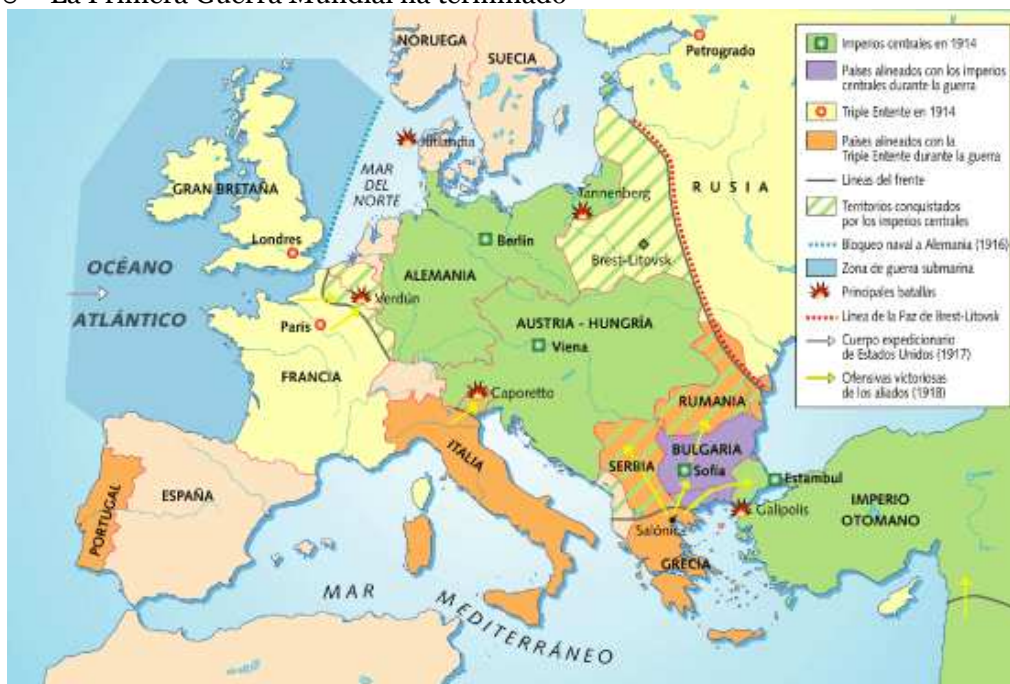 La Primera Guerra Mundial ha terminado
NORUEGA
SUECIA
Petrogrado
Jutlandia
MAR
DEL
NORTE
GRAN BRETAÑA
Londres
Tannenberg
RUSIA
Berlín
Brest-Litovsk
OCÉANO
ATLÁNTICO
ALEMANIA
Verdún
París
AUSTRIA - HUNGRÍA
Viena
FRANCIA
Caporetto
RUMANIA
ITALIA
SERBIA
BULGARIA
Sofía
Estambul
Galípolis
IMPERIO
OTOMANO
PORTUGAL
ESPAÑA
Salónica
GRECIA
MAR
MEDITERRÁNEO
Imperios centrales en 1914
Países alineados con los imperios
centrales durante la guerra
Triple Entente en 1914
Países alineados con la
Triple Entente durante la guerra
Líneas del frente
Territorios conquistados
por los imperios centrales
Bloqueo naval a Alemania (1916)
Zona de guerra submarina
Principales batallas
Línea de la Paz de Brest-Litovsk
Cuerpo expedicionario
de Estados Unidos (1917)
Ofensivas victoriosas
de los aliados (1918)